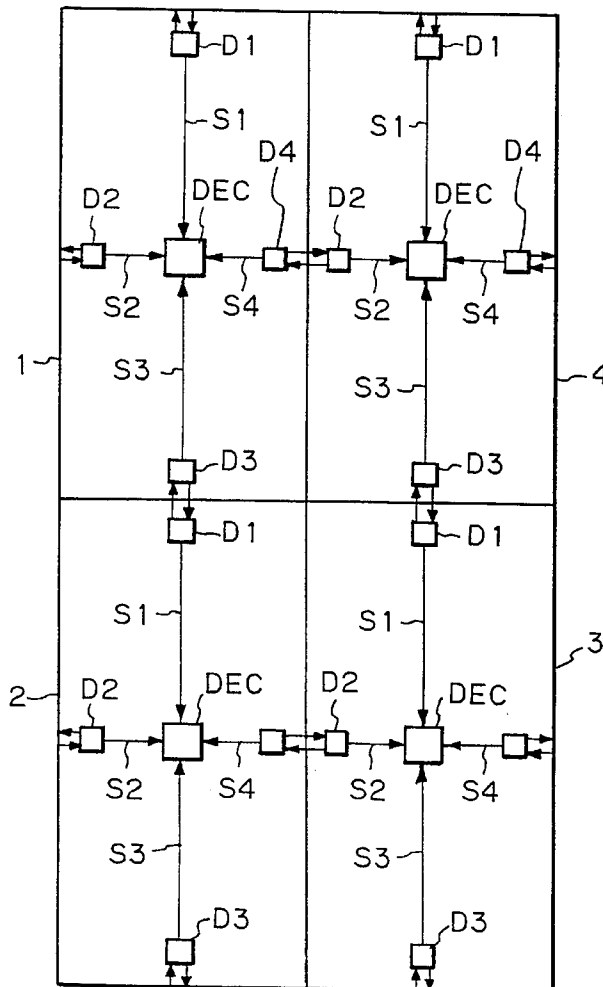 D1 D1
S1 S1
D4 D4
D2 DEC D2 DEC
S2 S4 S2 S4
1 S3 S3 4
D3 D3
D1 D1
S1 S1 3
2 D2 DEC D2 DEC
S2 S4 S2 S4
S3 S3
D3 D3